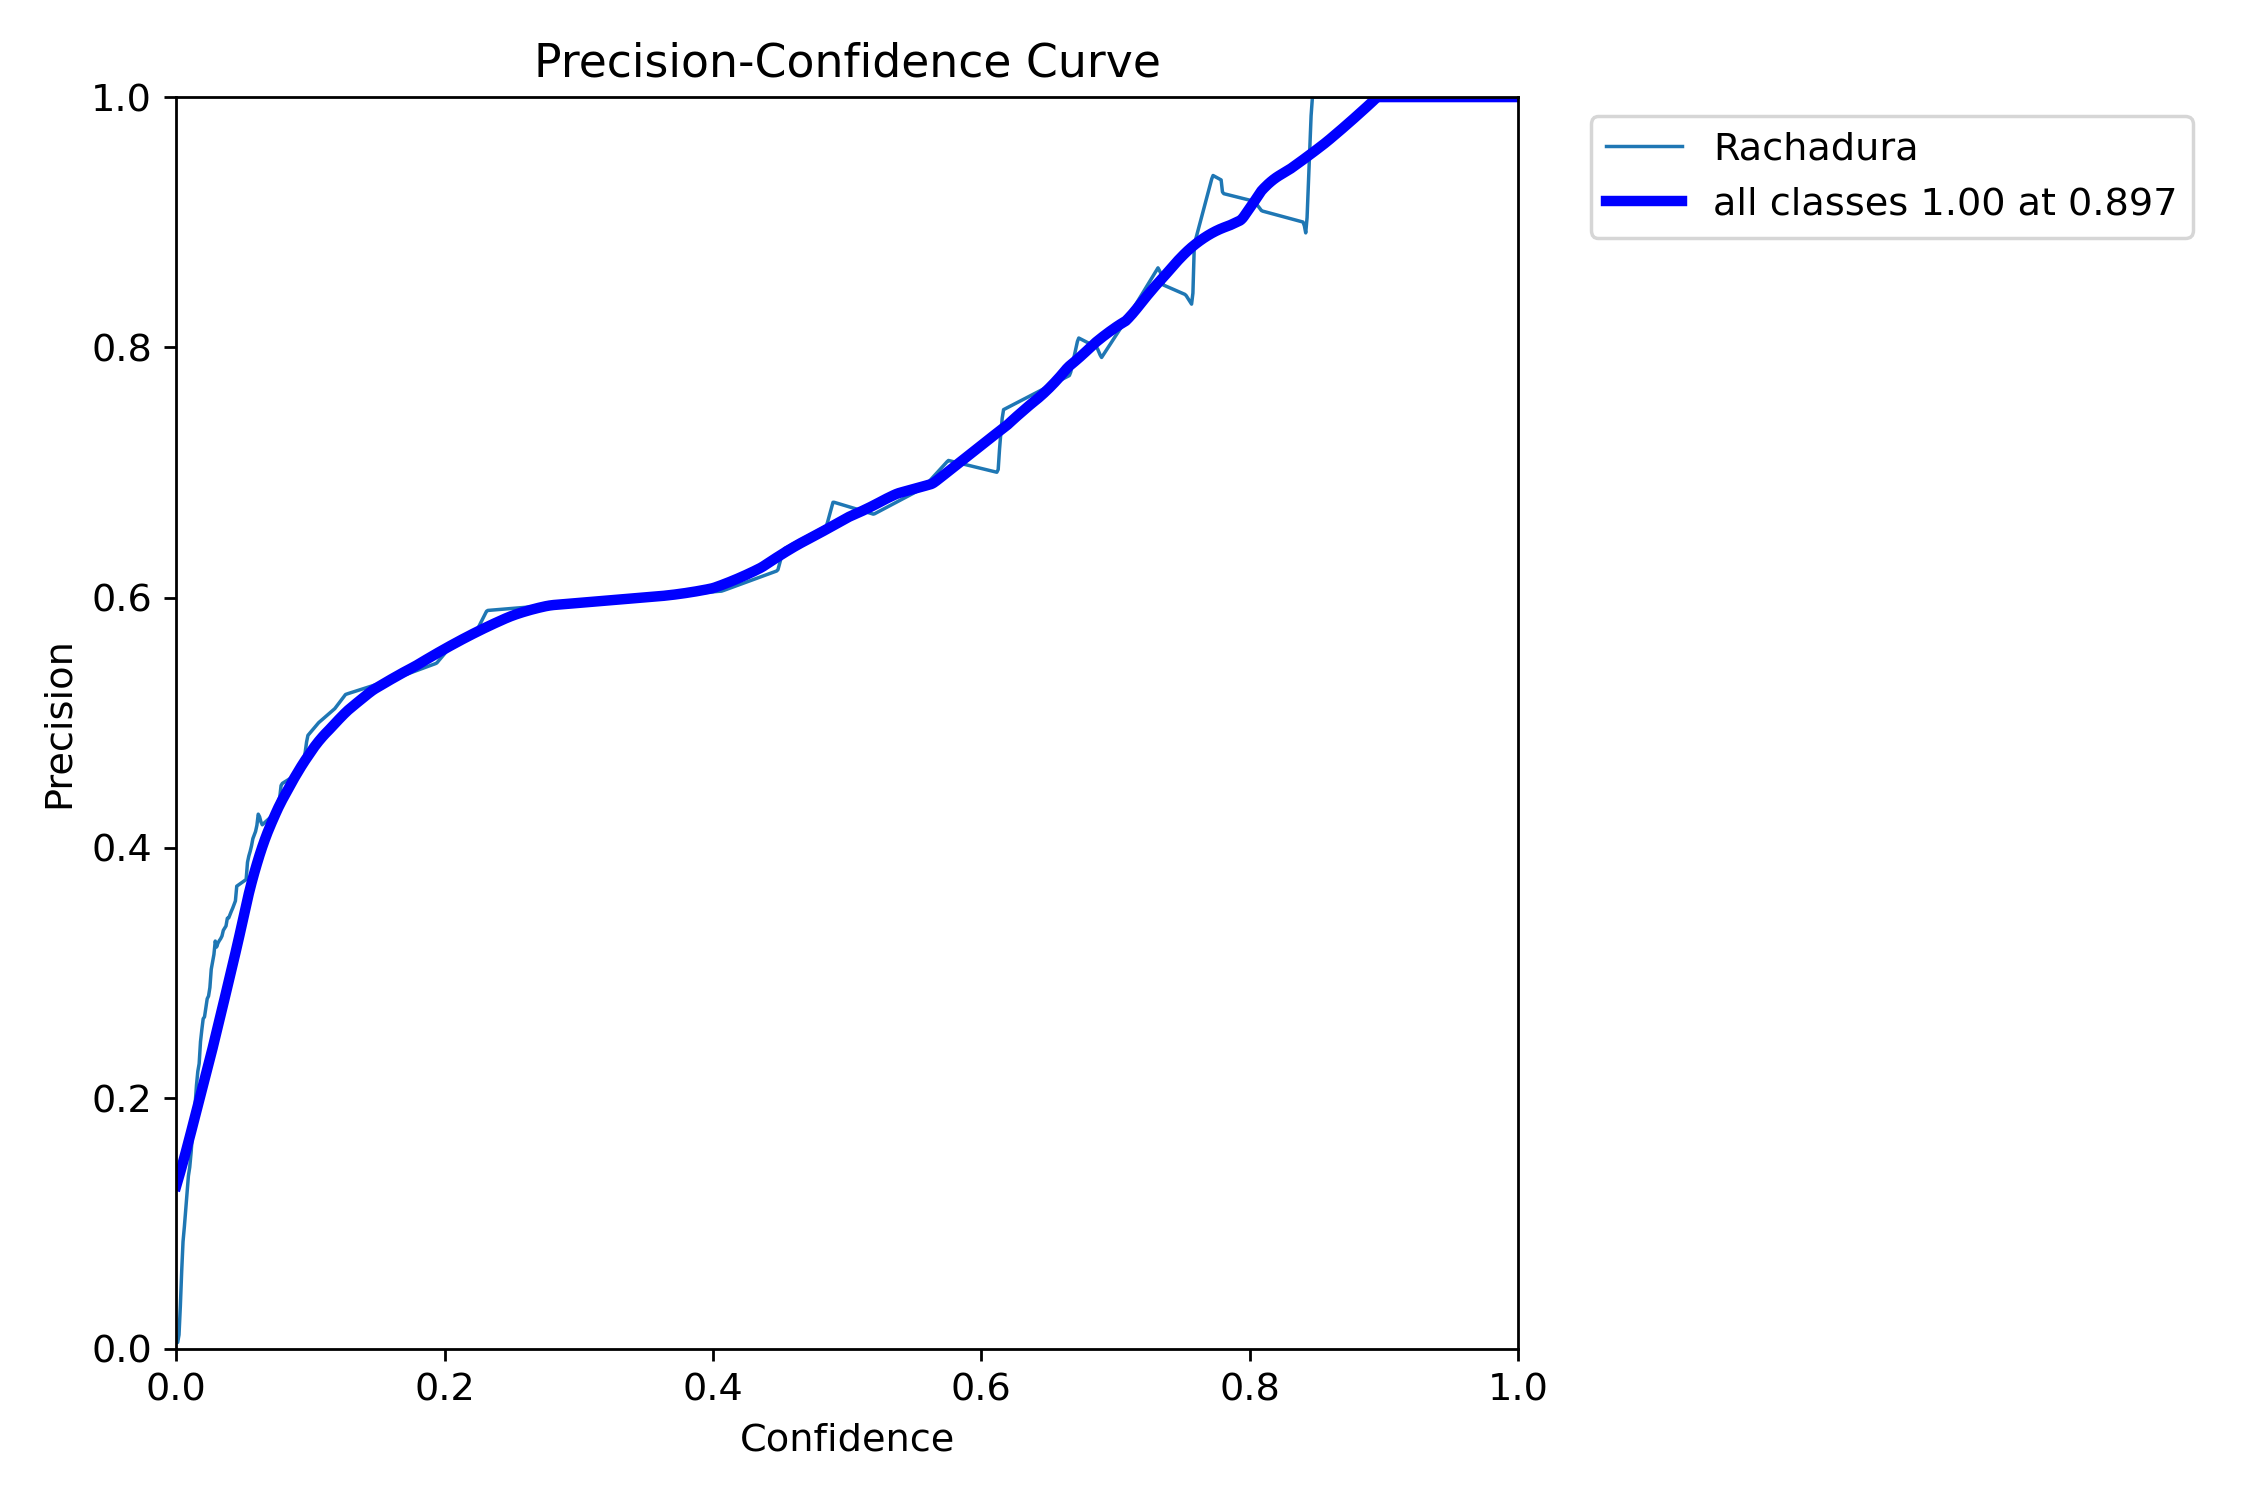 Precision-Confidence Curve
1.0
0.8
0.6
0.4
0.2
0.0
Precision
0.0 0.2 0.4 0.6 0.8 1.0
Confidence
Rachadura
all classes 1.00 at 0.897